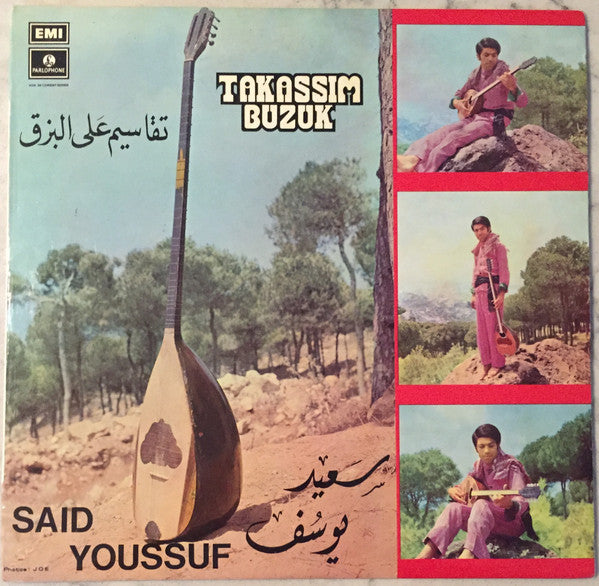 EMI
PARLOPHONE
TAKASSIM
BUZUK
تقاسيم على البزق
سعيد
يوسف
SAID
YOUSSUF
Photos: JOE